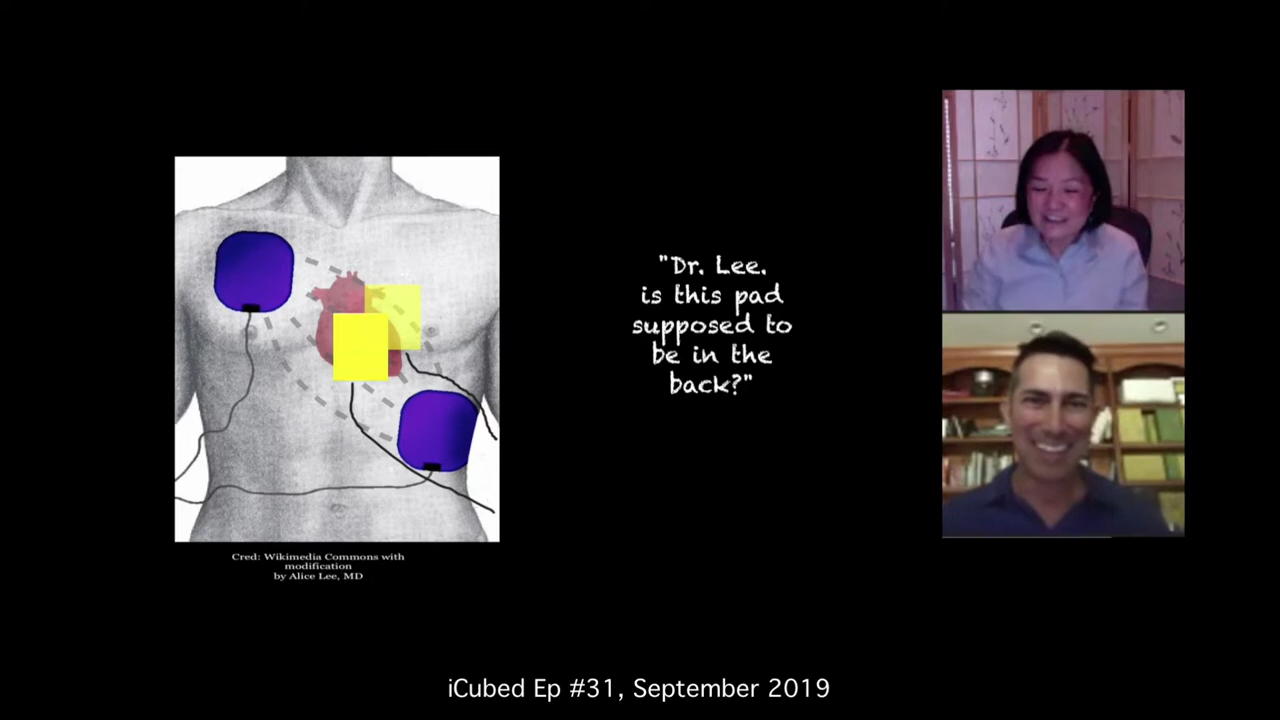 "Dr. Lee.
is this pad
supposed to
be in the
back?"
Cred: Wikimedia Commons with
modification
by Alice Lee, MD
iCubed Ep #31, September 2019